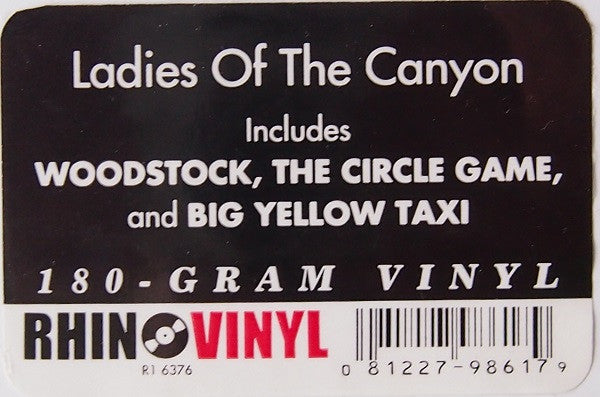 Ladies Of The Canyon
Includes
WOODSTOCK, THE CIRCLE GAME,
and BIG YELLOW TAXI
180-GRAM VINYL
RHINO VINYL
R1 6376
0 81227-98617 9